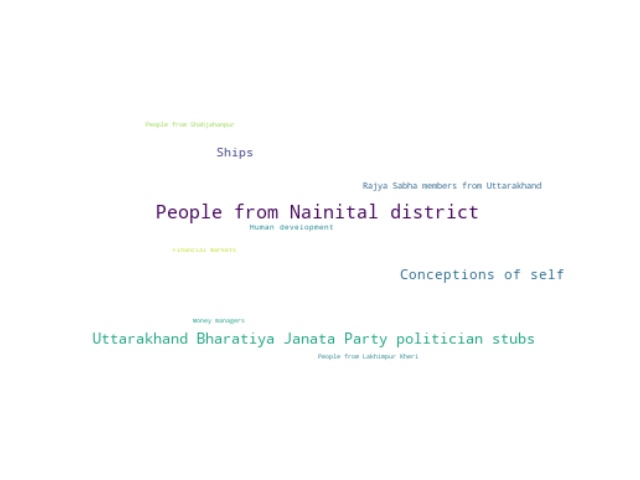 People from Shahjahanpur
Ships
Rajya Sabha members from Uttarakhand
People from Nainital district
Human development
Financial markets
Conceptions of self
Money managers
Uttarakhand Bharatiya Janata Party politician stubs
People from Lakhimpur Kheri